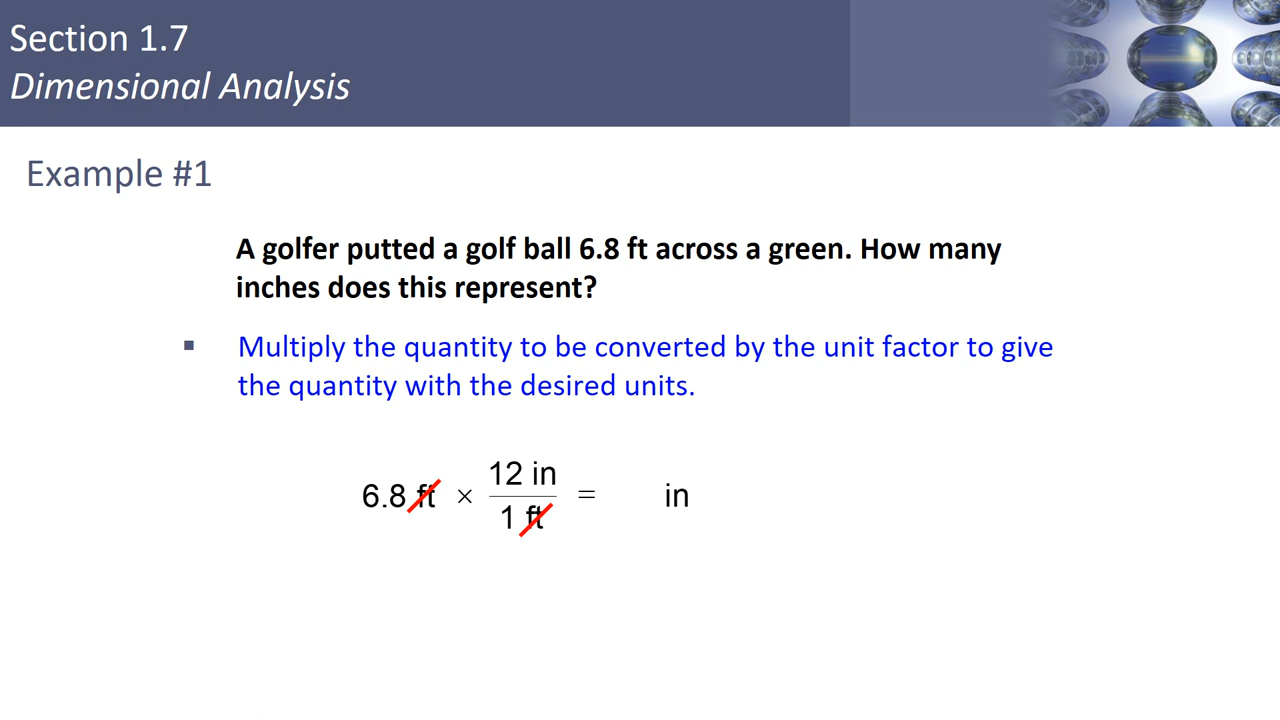 Section 1.7
Dimensional Analysis
Example #1
A golfer putted a golf ball 6.8 ft across a green. How many
inches does this represent?
▪ Multiply the quantity to be converted by the unit factor to give
the quantity with the desired units.
12 in
6.8 ft × = in
1 ft